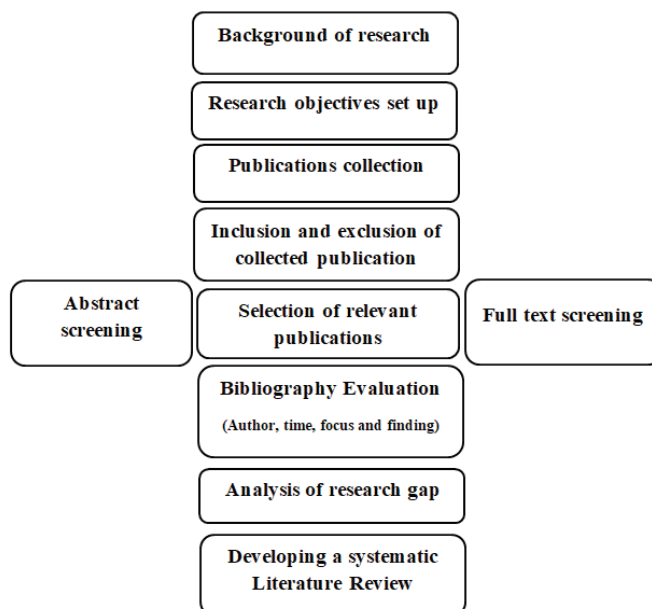 Background of research
Research objectives set up
Publications collection
Inclusion and exclusion of
collected publication
Abstract
screening
Selection of relevant
publications
Full text screening
Bibliography Evaluation
(Author, time, focus and finding)
Analysis of research gap
Developing a systematic
Literature Review